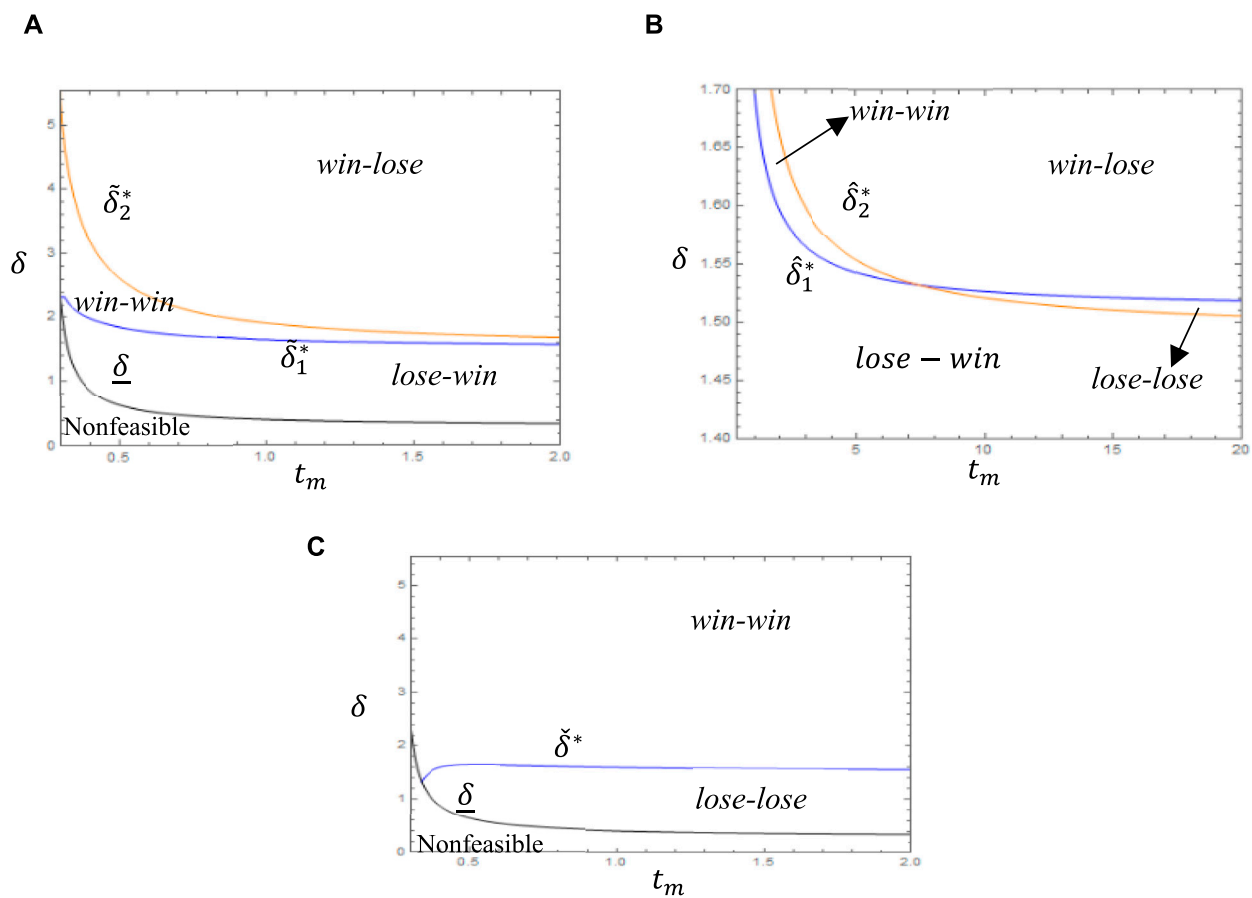 A
5
4
3
2
1
0
δ
win-lose
δ̃₂*
win-win
δ̃₁*
δ̲
lose-win
Nonfeasible
0.5 1.0 1.5 2.0
tₘ
B
1.70
1.65
1.60
1.55
1.50
1.45
1.40
δ
win-win
win-lose
δ̂₂*
δ̂₁*
lose − win
lose-lose
5 10 15 20
tₘ
C
5
4
3
2
1
0
δ
win-win
δ̌*
δ̲
lose-lose
Nonfeasible
0.5 1.0 1.5 2.0
tₘ